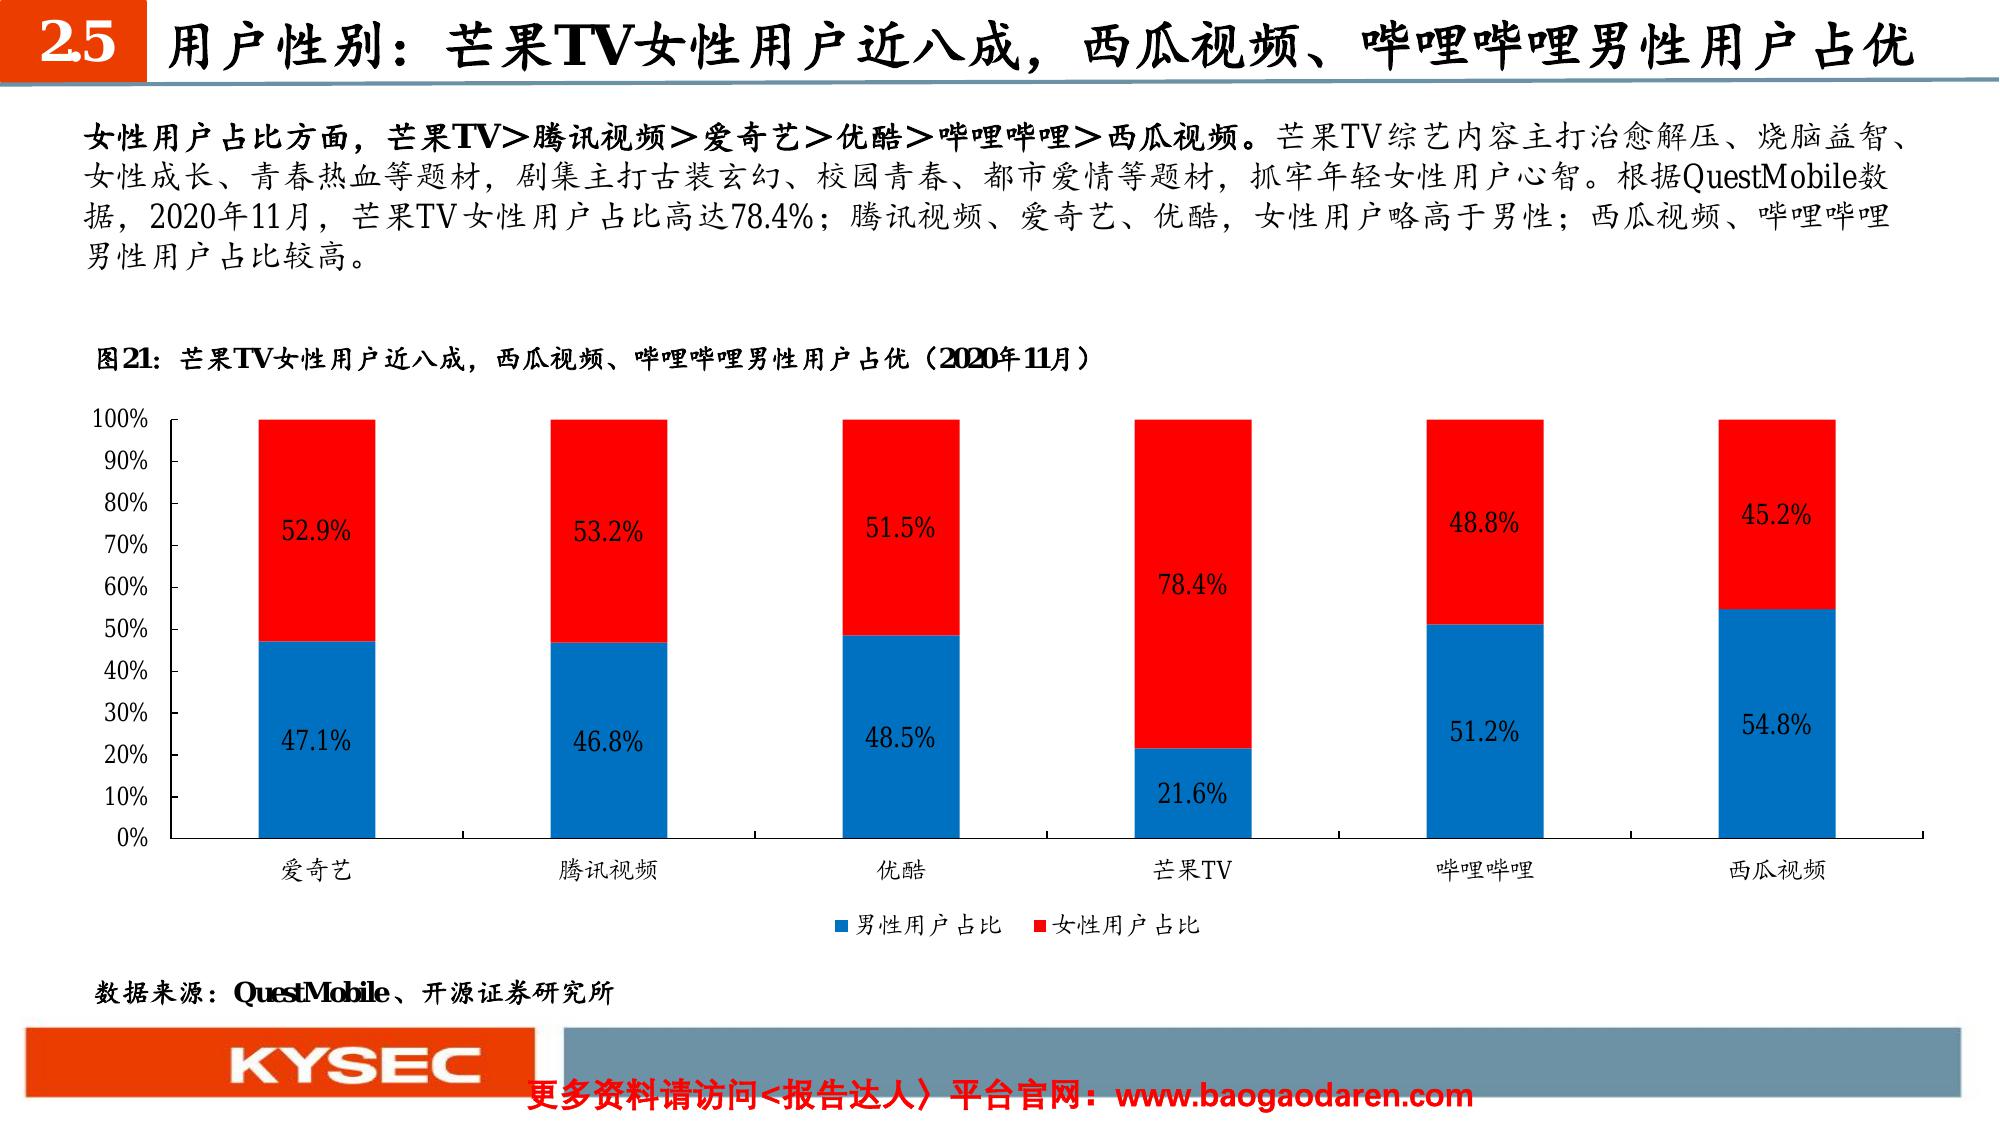 2.5
用户性别：芒果TV女性用户近八成，西瓜视频、哔哩哔哩男性用户占优
女性用户占比方面，芒果TV＞腾讯视频＞爱奇艺＞优酷＞哔哩哔哩＞西瓜视频。芒果TV综艺内容主打治愈解压、烧脑益智、
女性成长、青春热血等题材，剧集主打古装玄幻、校园青春、都市爱情等题材，抓牢年轻女性用户心智。根据QuestMobile数
据，2020年11月，芒果TV女性用户占比高达78.4%；腾讯视频、爱奇艺、优酷，女性用户略高于男性；西瓜视频、哔哩哔哩
男性用户占比较高。
图21：芒果TV女性用户近八成，西瓜视频、哔哩哔哩男性用户占优（2020年11月）
100%
90%
80%
70%
60%
50%
40%
30%
20%
10%
0%
52.9% 53.2% 51.5% 78.4% 48.8% 45.2%
47.1% 46.8% 48.5% 21.6% 51.2% 54.8%
爱奇艺 腾讯视频 优酷 芒果TV 哔哩哔哩 西瓜视频
男性用户占比 女性用户占比
数据来源：QuestMobile、开源证券研究所
KYSEC
更多资料请访问<报告达人〉平台官网：www.baogaodaren.com